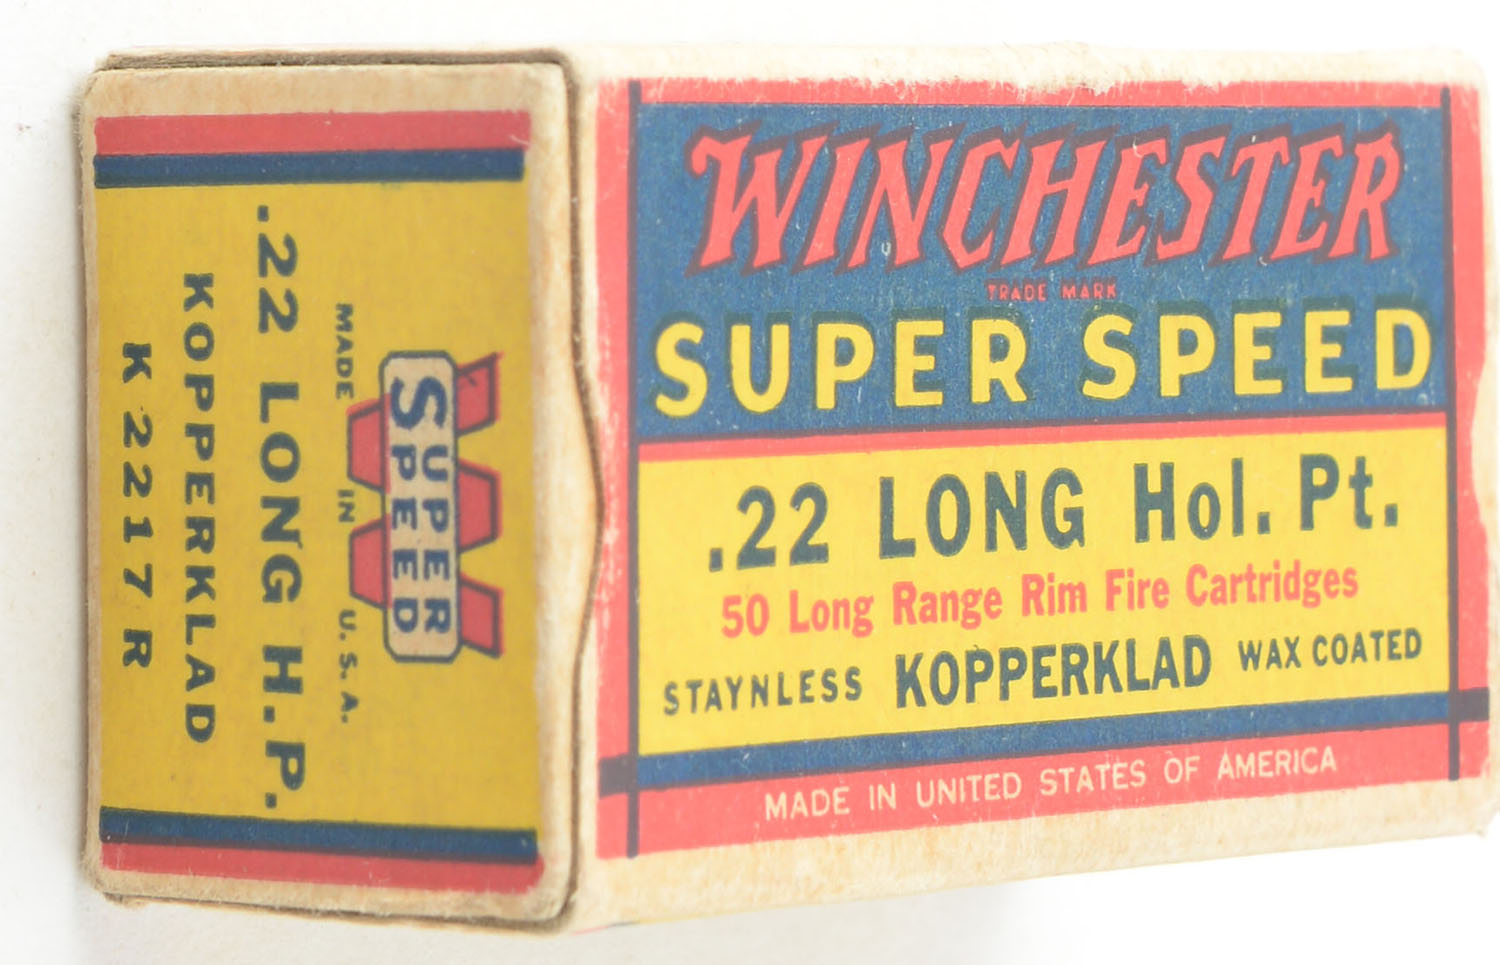 WINCHESTER
TRADE MARK
SUPER SPEED
.22 LONG Hol. Pt.
50 Long Range Rim Fire Cartridges
STAYNLESS KOPPERKLAD WAX COATED
MADE IN UNITED STATES OF AMERICA
SUPER
SPEED
MADE IN U.S.A.
.22 LONG H.P.
KOPPERKLAD
K2217R